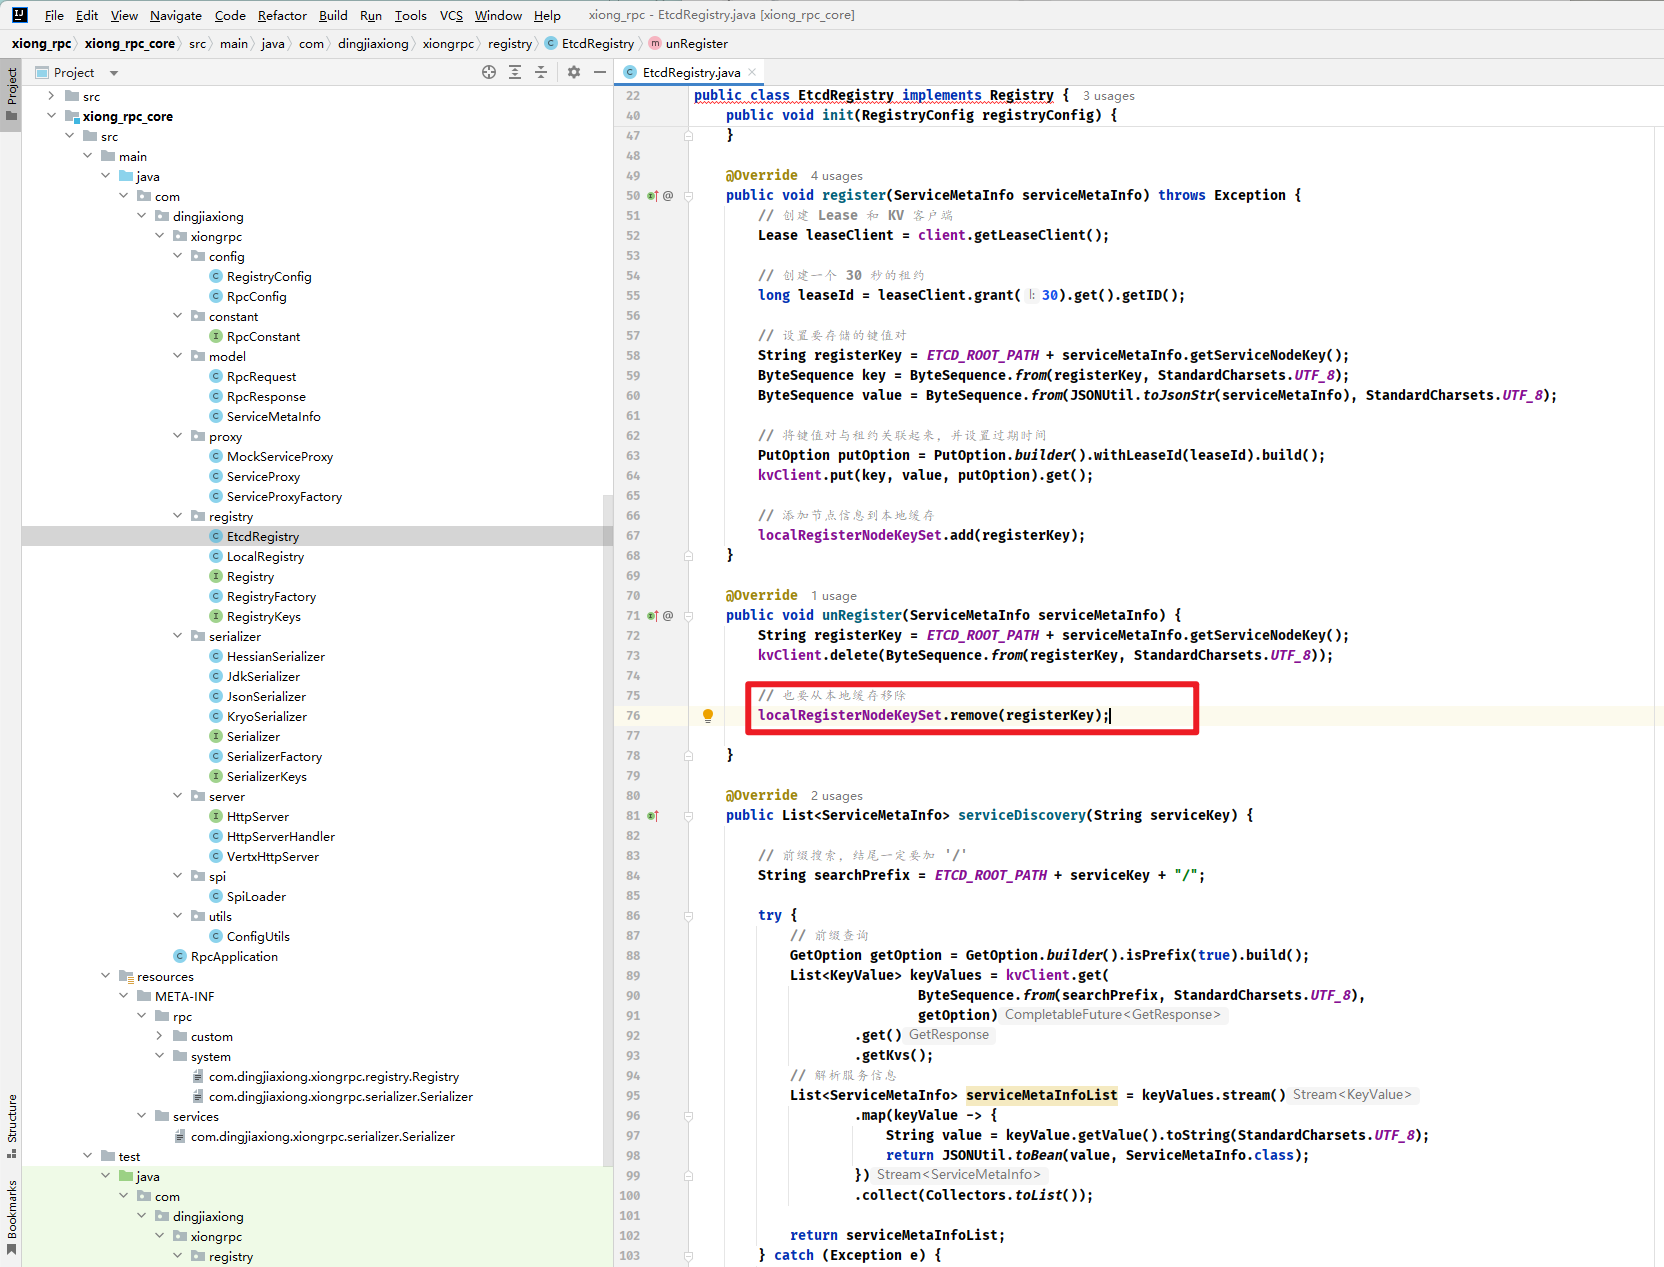 File Edit View Navigate Code Refactor Build Run Tools VCS Window Help xiong_rpc - EtcdRegistry.java [xiong_rpc_core]
xiong_rpc xiong_rpc_core src main java com dingjiaxiong xiongrpc registry EtcdRegistry unRegister
Project
Project
src
xiong_rpc_core
src
main
java
com
dingjiaxiong
xiongrpc
config
RegistryConfig
RpcConfig
constant
RpcConstant
model
RpcRequest
RpcResponse
ServiceMetaInfo
proxy
MockServiceProxy
ServiceProxy
ServiceProxyFactory
registry
EtcdRegistry
LocalRegistry
Registry
RegistryFactory
RegistryKeys
serializer
HessianSerializer
JdkSerializer
JsonSerializer
KryoSerializer
Serializer
SerializerFactory
SerializerKeys
server
HttpServer
HttpServerHandler
VertxHttpServer
spi
SpiLoader
utils
ConfigUtils
RpcApplication
resources
META-INF
rpc
custom
system
com.dingjiaxiong.xiongrpc.registry.Registry
com.dingjiaxiong.xiongrpc.serializer.Serializer
services
com.dingjiaxiong.xiongrpc.serializer.Serializer
test
java
com
dingjiaxiong
xiongrpc
registry
Structure
Bookmarks
EtcdRegistry.java
22 public class EtcdRegistry implements Registry { 3 usages
40 public void init(RegistryConfig registryConfig) {
47 }
48
49 @Override 4 usages
50 public void register(ServiceMetaInfo serviceMetaInfo) throws Exception {
51 // 创建 Lease 和 KV 客户端
52 Lease leaseClient = client.getLeaseClient();
53
54 // 创建一个 30 秒的租约
55 long leaseId = leaseClient.grant( l: 30).get().getID();
56
57 // 设置要存储的键值对
58 String registerKey = ETCD_ROOT_PATH + serviceMetaInfo.getServiceNodeKey();
59 ByteSequence key = ByteSequence.from(registerKey, StandardCharsets.UTF_8);
60 ByteSequence value = ByteSequence.from(JSONUtil.toJsonStr(serviceMetaInfo), StandardCharsets.UTF_8);
61
62 // 将键值对与租约关联起来，并设置过期时间
63 PutOption putOption = PutOption.builder().withLeaseId(leaseId).build();
64 kvClient.put(key, value, putOption).get();
65
66 // 添加节点信息到本地缓存
67 localRegisterNodeKeySet.add(registerKey);
68 }
69
70 @Override 1 usage
71 public void unRegister(ServiceMetaInfo serviceMetaInfo) {
72 String registerKey = ETCD_ROOT_PATH + serviceMetaInfo.getServiceNodeKey();
73 kvClient.delete(ByteSequence.from(registerKey, StandardCharsets.UTF_8));
74
75 // 也要从本地缓存移除
76 localRegisterNodeKeySet.remove(registerKey);
77
78 }
79
80 @Override 2 usages
81 public List<ServiceMetaInfo> serviceDiscovery(String serviceKey) {
82
83 // 前缀搜索，结尾一定要加 '/'
84 String searchPrefix = ETCD_ROOT_PATH + serviceKey + "/";
85
86 try {
87 // 前缀查询
88 GetOption getOption = GetOption.builder().isPrefix(true).build();
89 List<KeyValue> keyValues = kvClient.get(
90 ByteSequence.from(searchPrefix, StandardCharsets.UTF_8),
91 getOption) CompletableFuture<GetResponse>
92 .get() GetResponse
93 .getKvs();
94 // 解析服务信息
95 List<ServiceMetaInfo> serviceMetaInfoList = keyValues.stream() Stream<KeyValue>
96 .map(keyValue -> {
97 String value = keyValue.getValue().toString(StandardCharsets.UTF_8);
98 return JSONUtil.toBean(value, ServiceMetaInfo.class);
99 }) Stream<ServiceMetaInfo>
100 .collect(Collectors.toList());
101
102 return serviceMetaInfoList;
103 } catch (Exception e) {